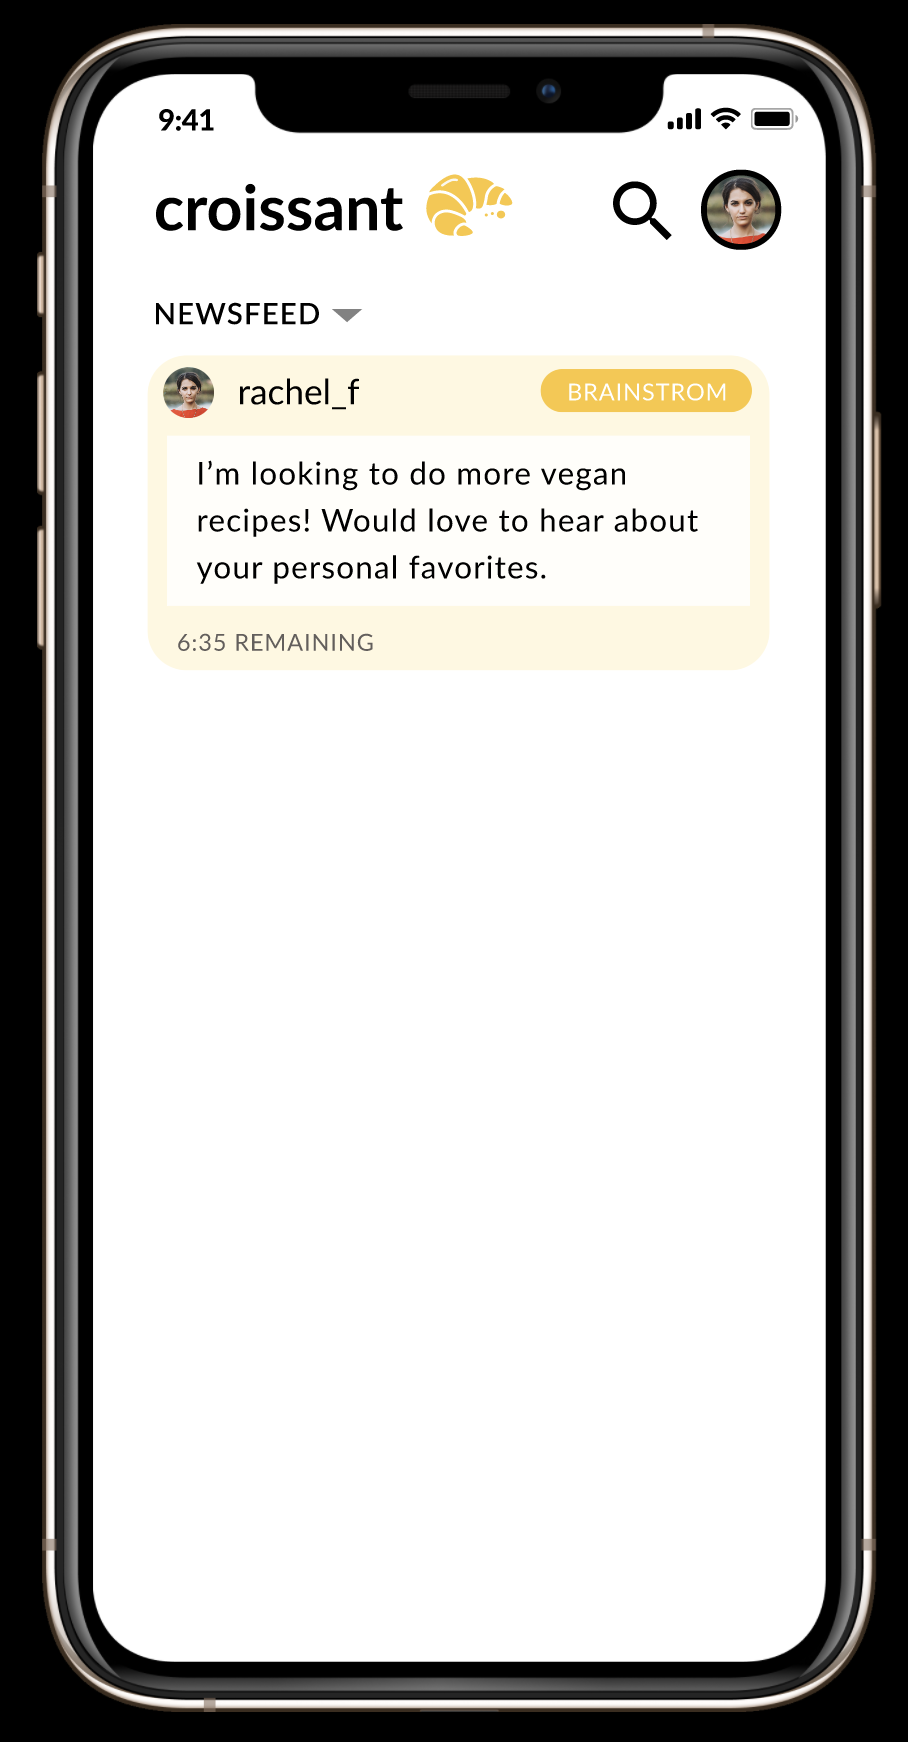 9:41
croissant
NEWSFEED
rachel_f
BRAINSTROM
I'm looking to do more vegan
recipes! Would love to hear about
your personal favorites.
6:35 REMAINING